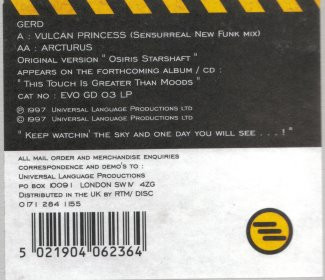 GERD
A : VULCAN PRINCESS (SENSURREAL NEW FUNK MIX)
AA : ARCTURUS
ORIGINAL VERSION " OSIRIS STARSHAFT "
APPEARS ON THE FORTHCOMING ALBUM / CD :
" THIS TOUCH IS GREATER THAN MOODS "
CAT NO : EVO GD 03 LP
℗ 1997 UNIVERSAL LANGUAGE PRODUCTIONS LTD
© 1997 UNIVERSAL LANGUAGE PRODUCTIONS LTD
" KEEP WATCHIN' THE SKY AND ONE DAY YOU WILL SEE . . . ! "
ALL MAIL ORDER AND MERCHANDISE ENQUIRIES
CORRESPONDENCE AND DEMO'S TO :
UNIVERSAL LANGUAGE PRODUCTIONS
PO BOX 10091 LONDON SW1V 4ZG
DISTRIBUTED IN THE UK BY RTM/ DISC
0171 284 1155
5 021904 062364